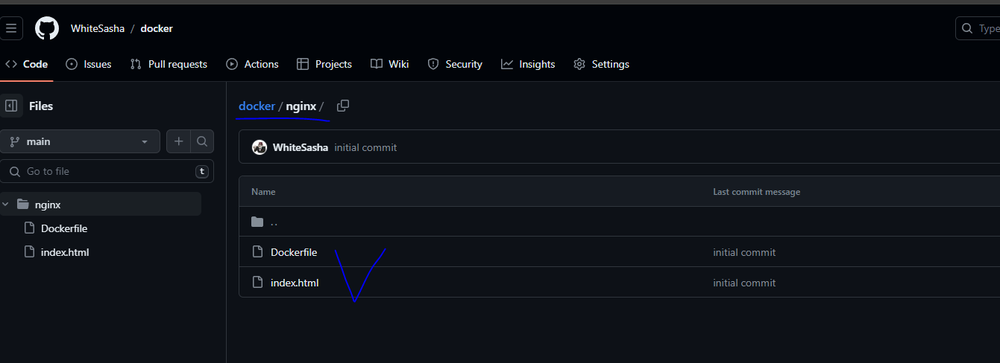 WhiteSasha / docker
Type
Code Issues Pull requests Actions Projects Wiki Security Insights Settings
Files
main
Go to file t
nginx
Dockerfile
index.html
docker / nginx /
WhiteSasha initial commit
Name Last commit message
..
Dockerfile initial commit
index.html initial commit